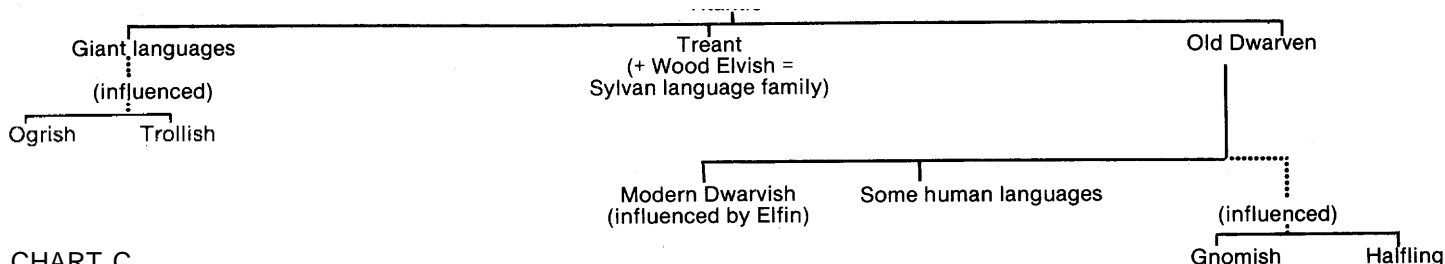 Giant languages
Treant
Old Dwarven
(+ Wood Elvish =
Sylvan language family)
(influenced)
Ogrish
Trollish
Modern Dwarvish
(influenced by Elfin)
Some human languages
(influenced)
Gnomish
Halfling
CHART C